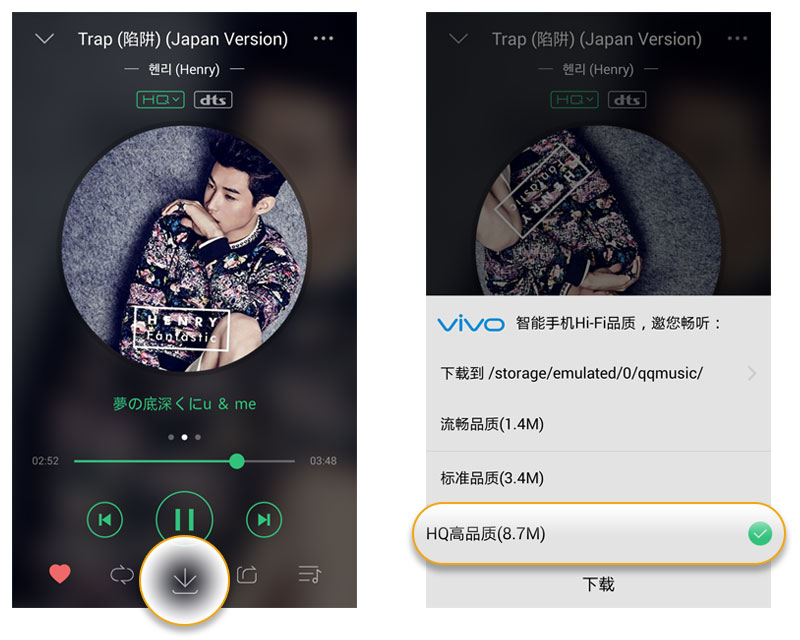 Trap (陷阱) (Japan Version)
헨리 (Henry)
HQ dts
HENRY
Fantastic
夢の底深くにu & me
02:52 03:48
Trap (陷阱) (Japan Version)
헨리 (Henry)
HQ dts
HENRY
Fantastic
vivo 智能手机Hi-Fi品质，邀您畅听：
下载到 /storage/emulated/0/qqmusic/
流畅品质(1.4M)
标准品质(3.4M)
HQ高品质(8.7M)
下载